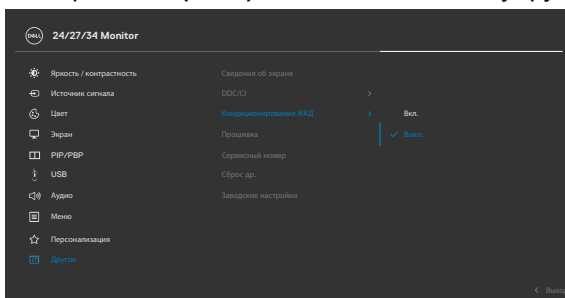 DELL 24/27/34 Monitor
Яркость / контрастность
Сведения об экране
Источник сигнала
DDC/CI
Цвет
Кондиционирование ЖКД
Вкл.
Экран
Прошивка
Выкл.
PIP/PBP
Сервисный номер
USB
Сброс др.
Аудио
Заводские настройки
Меню
Персонализация
Другое